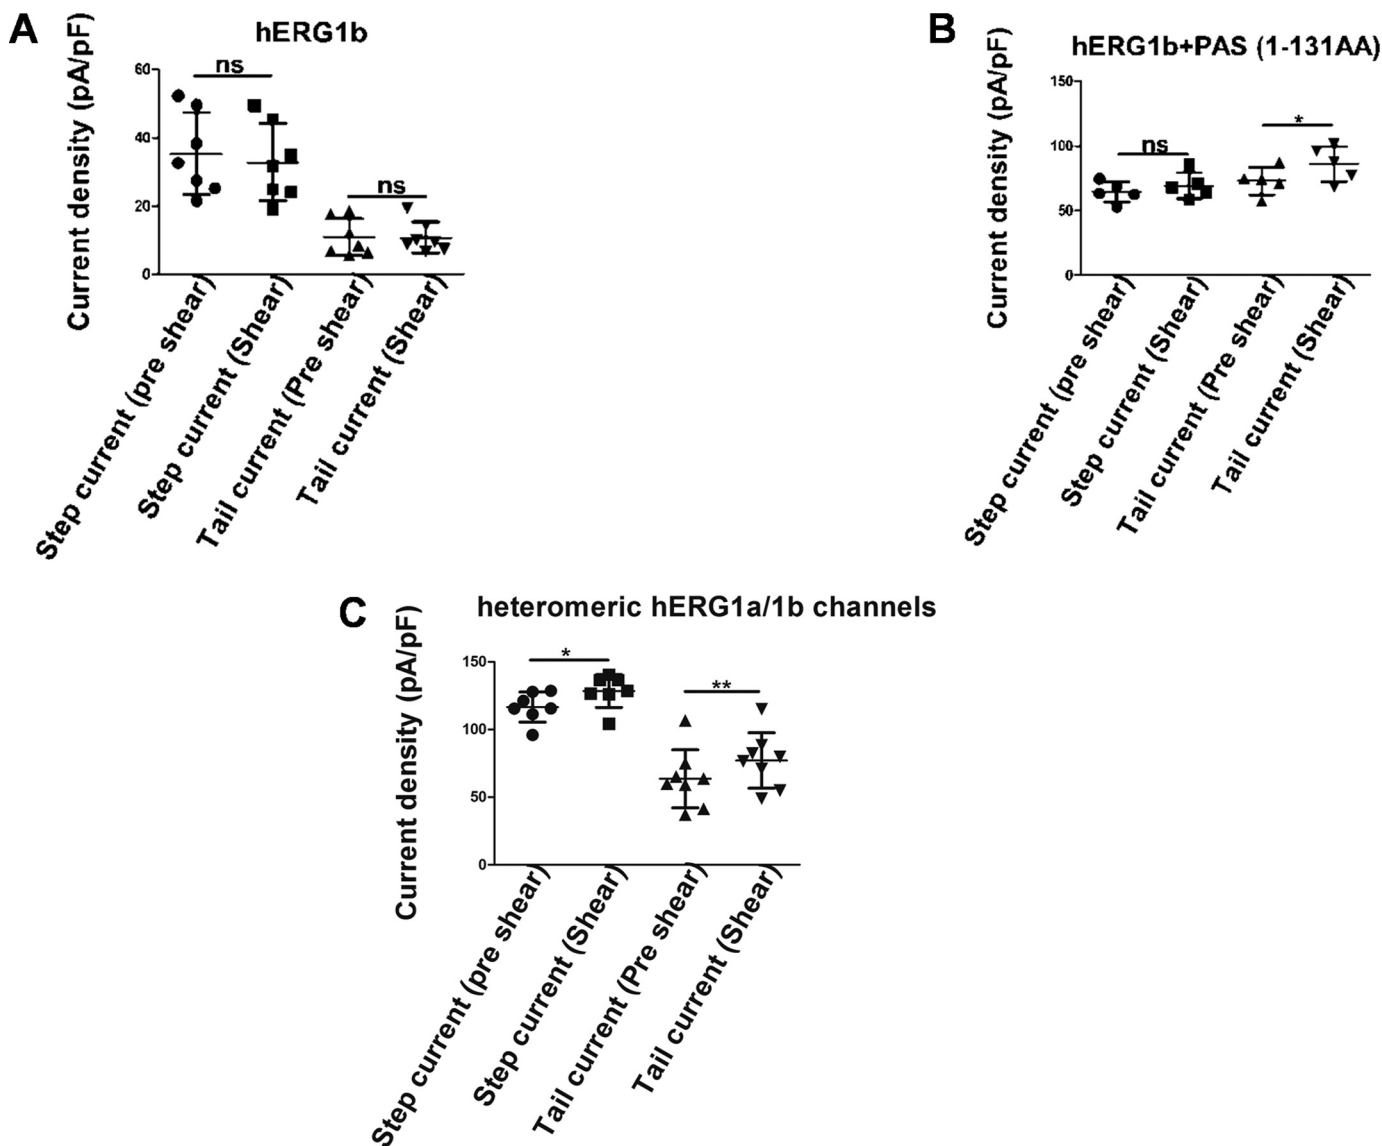 A
hERG1b
Current density (pA/pF)
60
40
20
0
ns
ns
Step current (pre shear)
Step current (Shear)
Tail current (Pre shear)
Tail current (Shear)
B
hERG1b+PAS (1-131AA)
Current density (pA/pF)
150
100
50
0
ns
*
Step current (pre shear)
Step current (Shear)
Tail current (Pre shear)
Tail current (Shear)
C
heteromeric hERG1a/1b channels
Current density (pA/pF)
150
100
50
0
*
**
Step current (pre shear)
Step current (Shear)
Tail current (Pre shear)
Tail current (Shear)